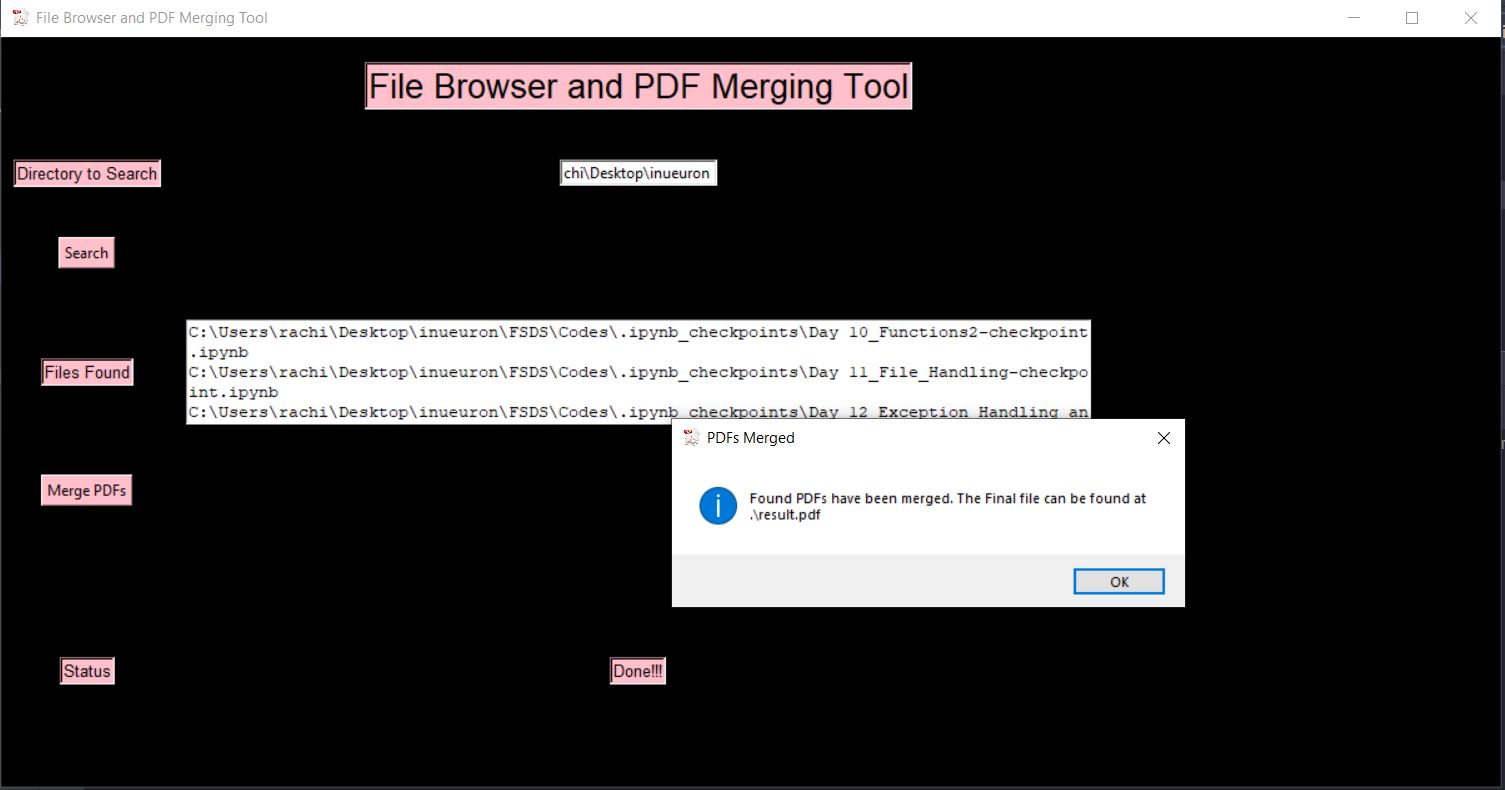 File Browser and PDF Merging Tool
File Browser and PDF Merging Tool
Directory to Search
chi\Desktop\inueuron
Search
C:\Users\rachi\Desktop\inueuron\FSDS\Codes\.ipynb_checkpoints\Day 10_Functions2-checkpoint
.ipynb
Files Found
C:\Users\rachi\Desktop\inueuron\FSDS\Codes\.ipynb_checkpoints\Day 11_File_Handling-checkpo
int.ipynb
C:\Users\rachi\Desktop\inueuron\FSDS\Codes\.ipynb_checkpoints\Day 12_Exception_Handling_an
PDFs Merged
Merge PDFs
Found PDFs have been merged. The Final file can be found at
.\result.pdf
OK
Status
Done!!!